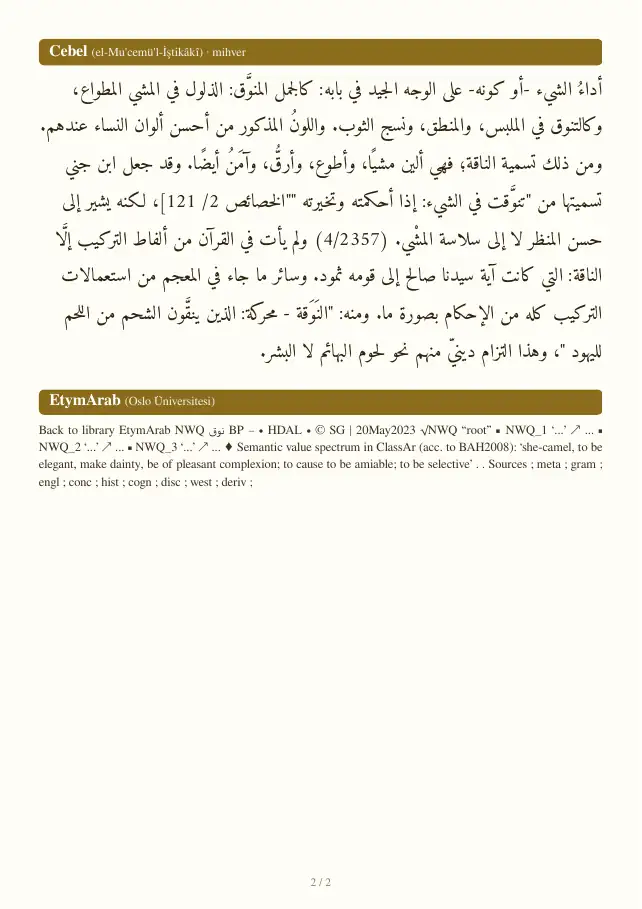 Cebel (el-Mu'cemü'l-İştikâkî) · mihver
أداءُ الشيء -أو كونه- على الوجه الجيد في بابه: كالجمل المنوَّق: الذلول في المشي المطواع،
وكالتنوق في الملبس، والمنطق، ونسج الثوب. واللونُ المذكور من أحسن ألوان النساء عندهم.
ومن ذلك تسمية الناقة؛ فهي ألين مشيًا، وأطوع، وأرقُّ، وآمَنُ أيضًا. وقد جعل ابن جني
تسميتها من "تنوَّقت في الشيء: إذا أحكمته وتخيرته ""الخصائص 2/ 121]، لكنه يشير إلى
حسن المنظر لا إلى سلاسة المشْي. (4/2357) ولم يأت في القرآن من ألفاظ التركيب إلَّا
الناقة: التي كانت آية سيدنا صالح إلى قومه ثمود. وسائر ما جاء في المعجم من استعمالات
التركيب كله من الإحكام بصورة ما. ومنه: "النَوَقة - محركة: الذين ينقَّون الشحم من اللحم
لليهود "، وهذا التزام دينيّ منهم نحو لحوم البهائم لا البشر.
EtymArab (Oslo Üniversitesi)
Back to library EtymArab NWQ نوق BP – • HDAL • © SG | 20May2023 √NWQ “root” ▪ NWQ_1 ‘...’ ↗ ... ▪
NWQ_2 ‘...’ ↗ ... ▪ NWQ_3 ‘...’ ↗ ... ♦ Semantic value spectrum in ClassAr (acc. to BAH2008): ‘she-camel, to be
elegant, make dainty, be of pleasant complexion; to cause to be amiable; to be selective’ . . Sources ; meta ; gram ;
engl ; conc ; hist ; cogn ; disc ; west ; deriv ;
2 / 2